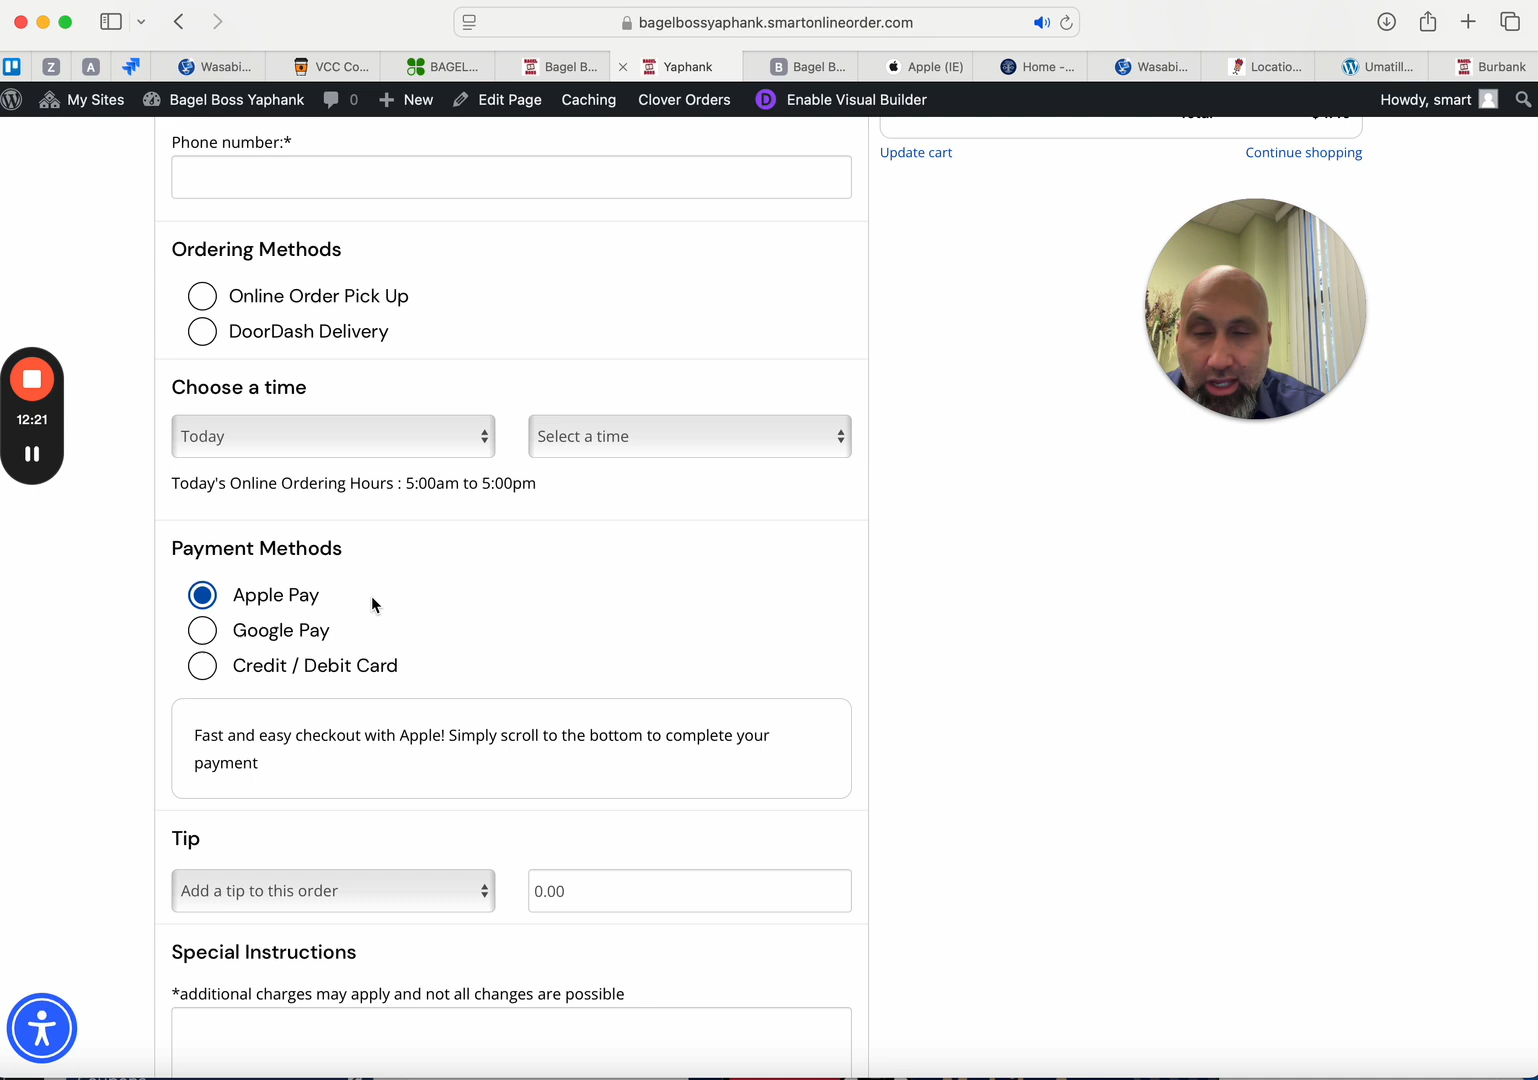 bagelbossyaphank.smartonlineorder.com
Z
A
Wasabi...
VCC Co...
BAGEL...
Bagel B...
Yaphank
B
Bagel B...
Apple (IE)
Home -...
Wasabi...
Locatio...
Umatill...
Burbank
My Sites
Bagel Boss Yaphank
0
New
Edit Page
Caching
Clover Orders
D
Enable Visual Builder
Howdy, smart
Phone number:*
Update cart
Continue shopping
Ordering Methods
Online Order Pick Up
DoorDash Delivery
12:21
Choose a time
Today
Select a time
Today's Online Ordering Hours : 5:00am to 5:00pm
Payment Methods
Apple Pay
Google Pay
Credit / Debit Card
Fast and easy checkout with Apple! Simply scroll to the bottom to complete your
payment
Tip
Add a tip to this order
0.00
Special Instructions
*additional charges may apply and not all changes are possible